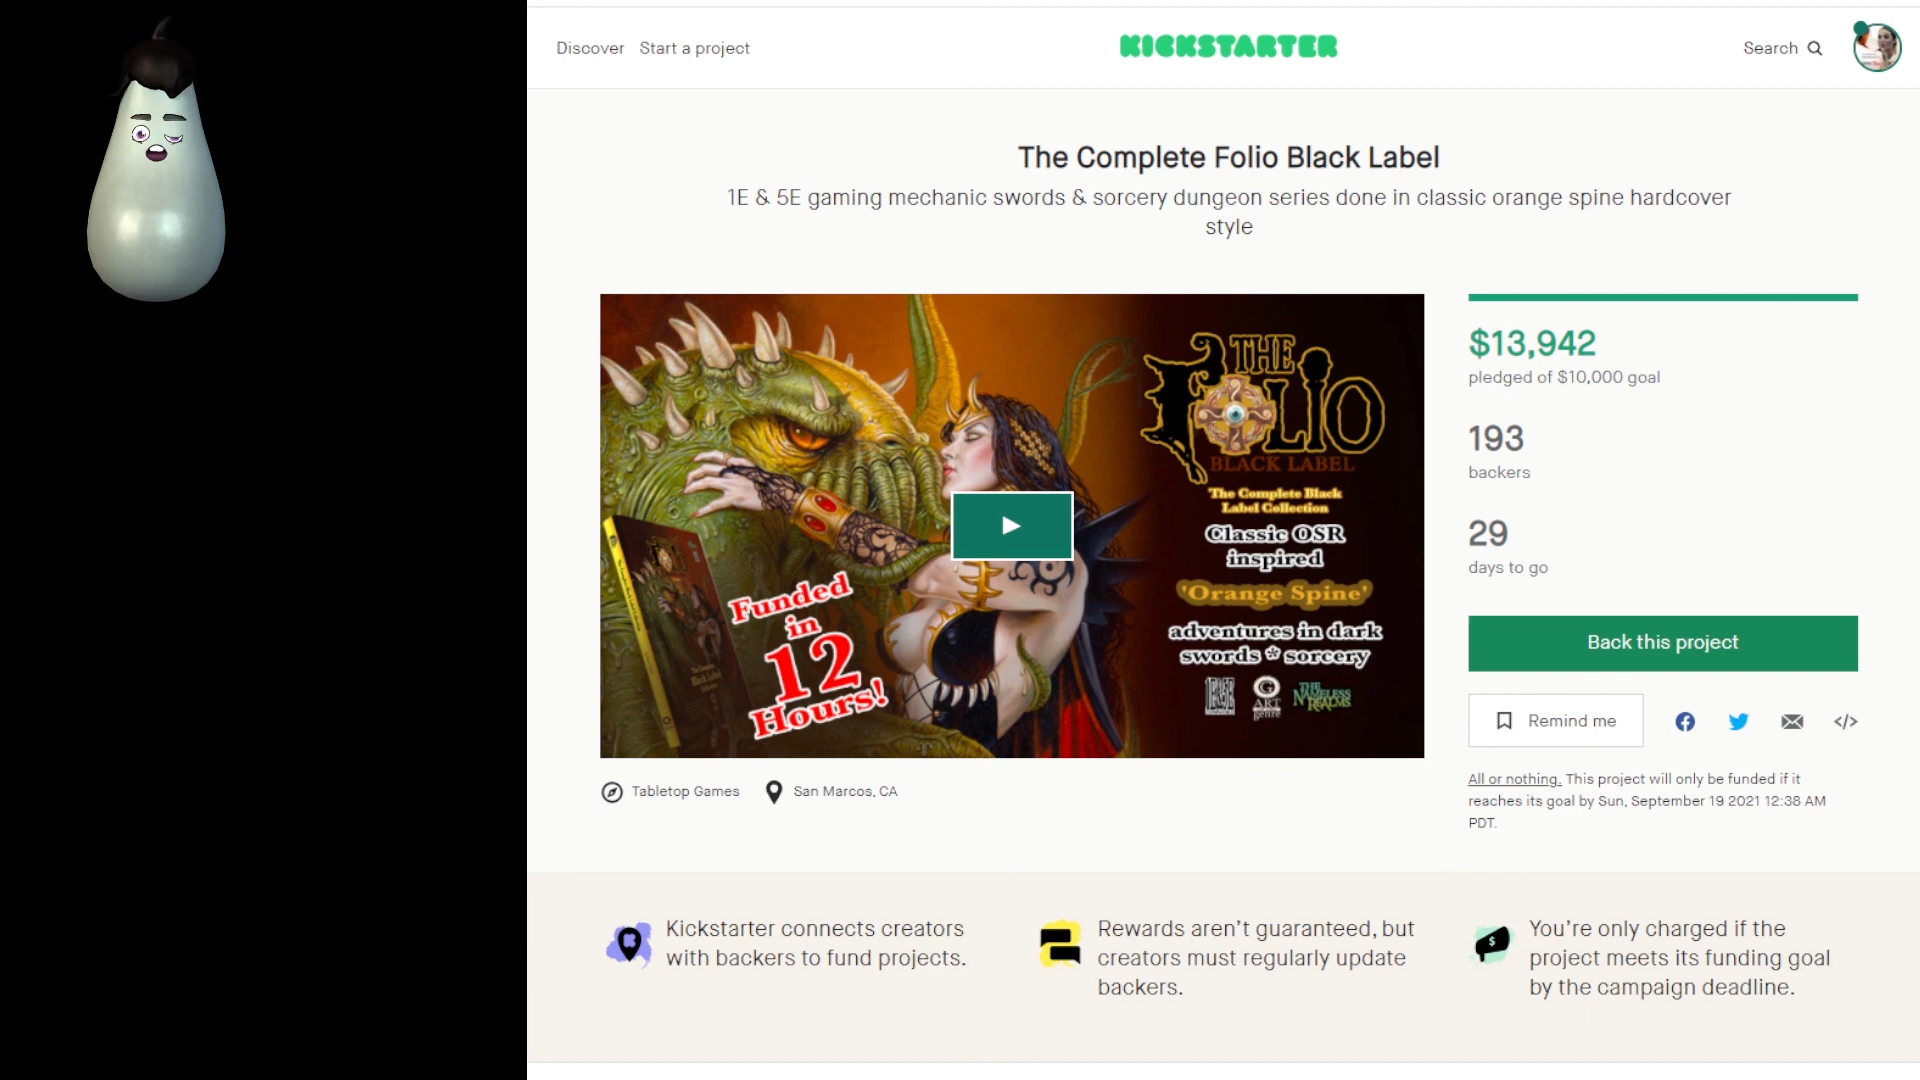 Discover Start a project
KICKSTARTER
Search
The Complete Folio Black Label
1E & 5E gaming mechanic swords & sorcery dungeon series done in classic orange spine hardcover
style
THE
FOLIO
BLACK LABEL
The Complete Black
Label Collection
Classic OSR
inspired
'Orange Spine'
adventures in dark
swords * sorcery
ART
genre
THE
NAMELESS
REALMS
Funded
in
12
Hours!
$13,942
pledged of $10,000 goal
193
backers
29
days to go
Back this project
Remind me
</>
All or nothing. This project will only be funded if it
reaches its goal by Sun, September 19 2021 12:38 AM
PDT.
Tabletop Games
San Marcos, CA
Kickstarter connects creators
with backers to fund projects.
Rewards aren't guaranteed, but
creators must regularly update
backers.
You're only charged if the
project meets its funding goal
by the campaign deadline.